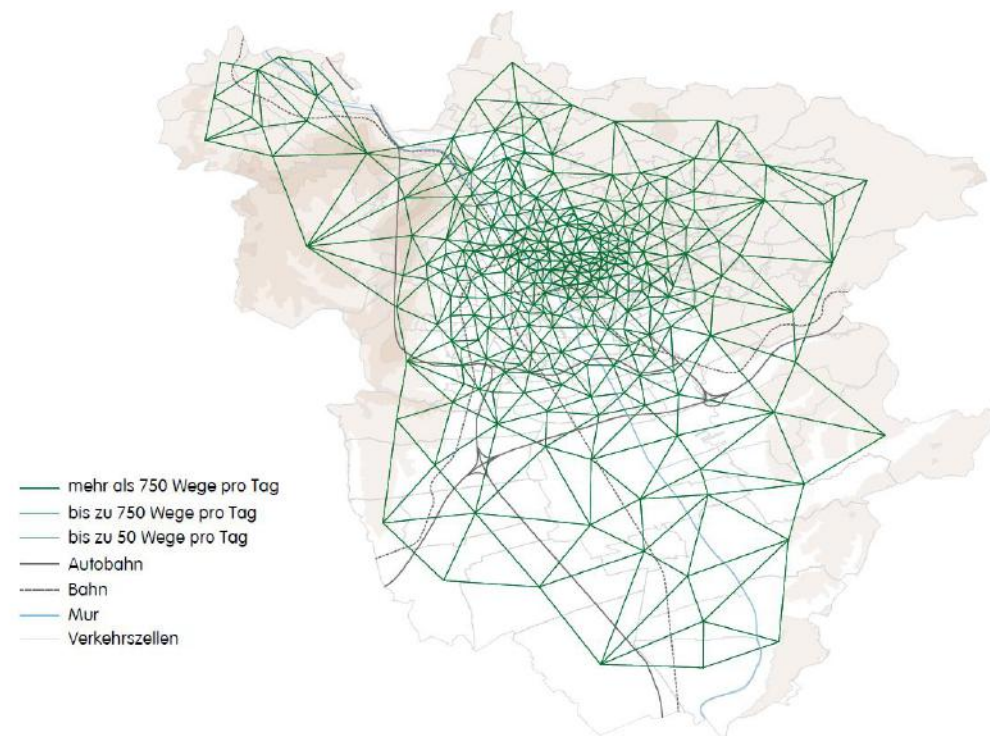 mehr als 750 Wege pro Tag
bis zu 750 Wege pro Tag
bis zu 50 Wege pro Tag
Autobahn
Bahn
Mur
Verkehrszellen